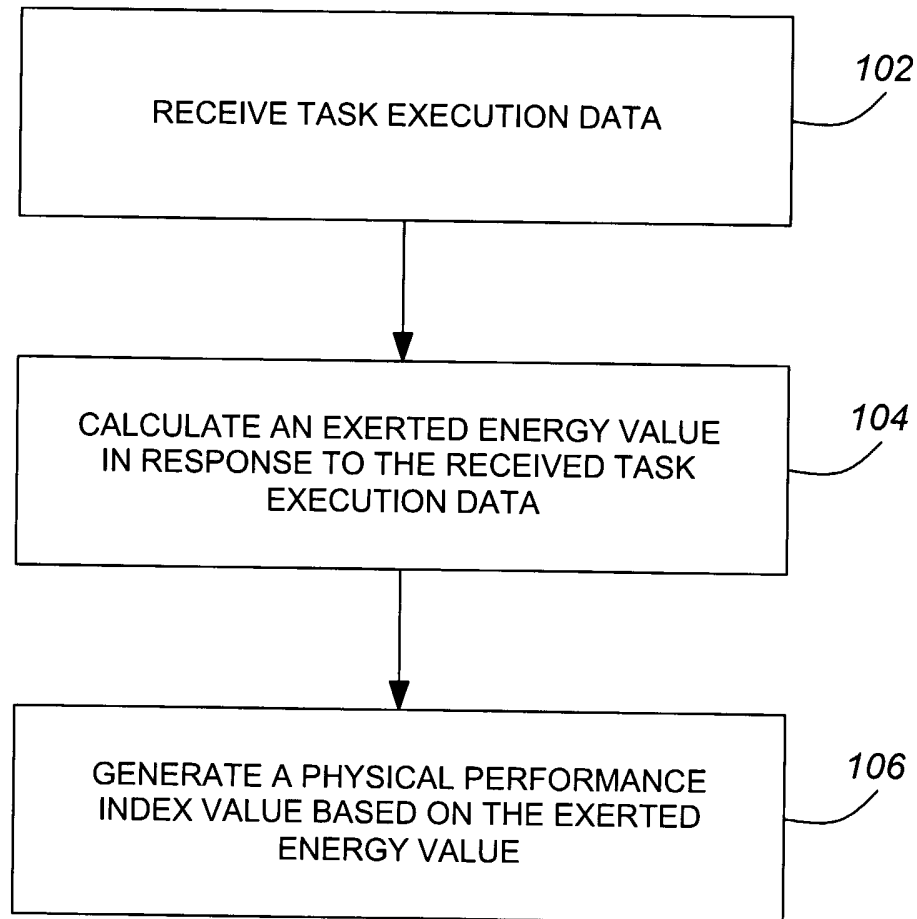 102
RECEIVE TASK EXECUTION DATA
104
CALCULATE AN EXERTED ENERGY VALUE
IN RESPONSE TO THE RECEIVED TASK
EXECUTION DATA
106
GENERATE A PHYSICAL PERFORMANCE
INDEX VALUE BASED ON THE EXERTED
ENERGY VALUE